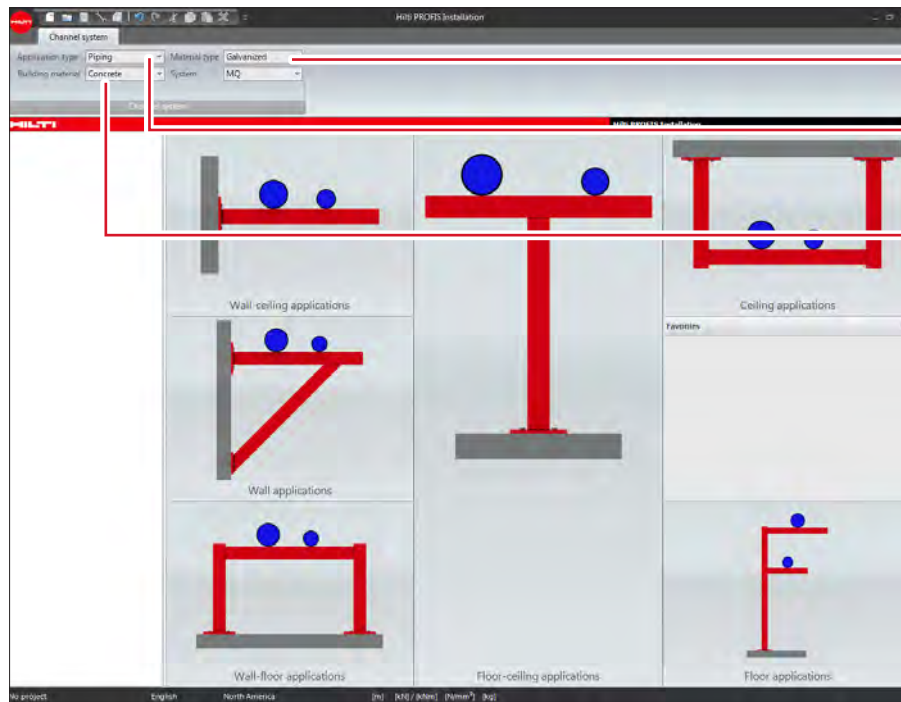 HILTI
Hilti PROFIS Installation
Channel system
Application type Piping Material type Galvanized
Building material Concrete System MQ
Channel system
HILTI Hilti PROFIS Installation
Wall-ceiling applications
Ceiling applications
Favorites
Wall applications
Wall-floor applications
Floor-ceiling applications
Floor applications
No project English North America [m] [kN] / [kNm] [N/mm²] [kg]